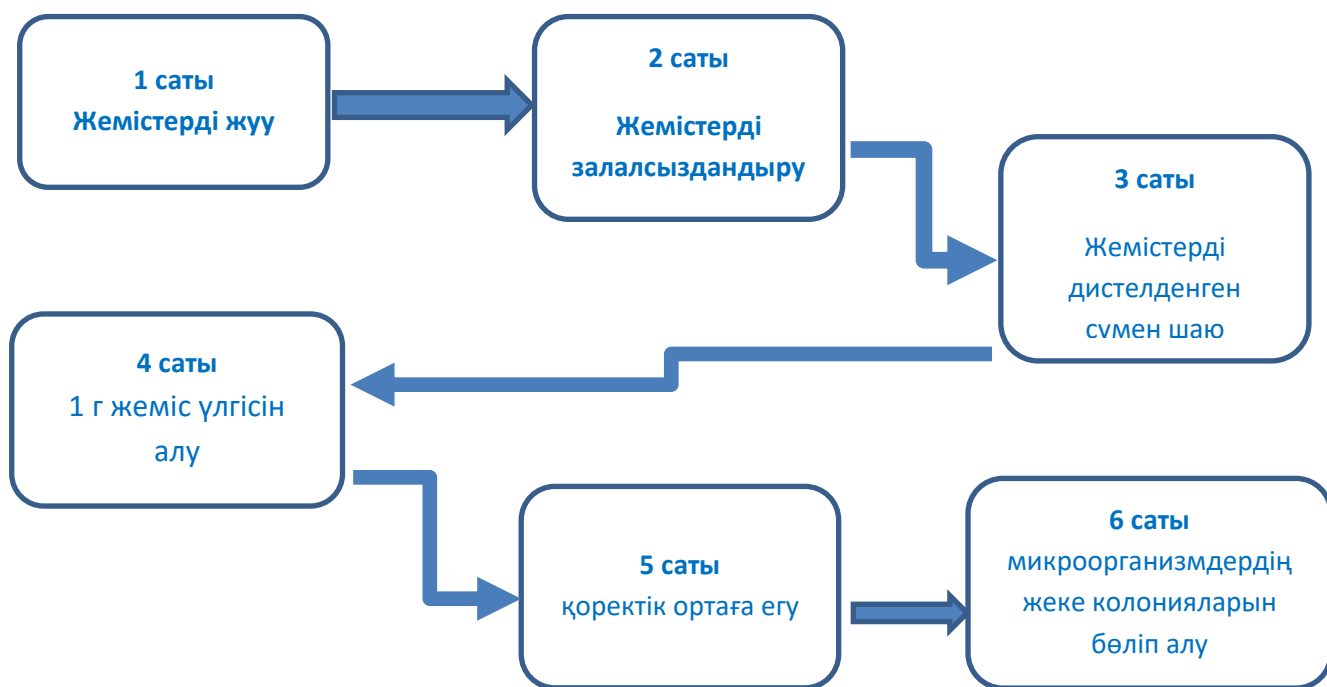 1 саты
Жемістерді жуу
2 саты
Жемістерді
залалсыздандыру
3 саты
Жемістерді
дистелденген
сумен шаю
4 саты
1 г жеміс үлгісін
алу
5 саты
қоректік ортаға егу
6 саты
микроорганизмдердің
жеке колонияларын
бөліп алу